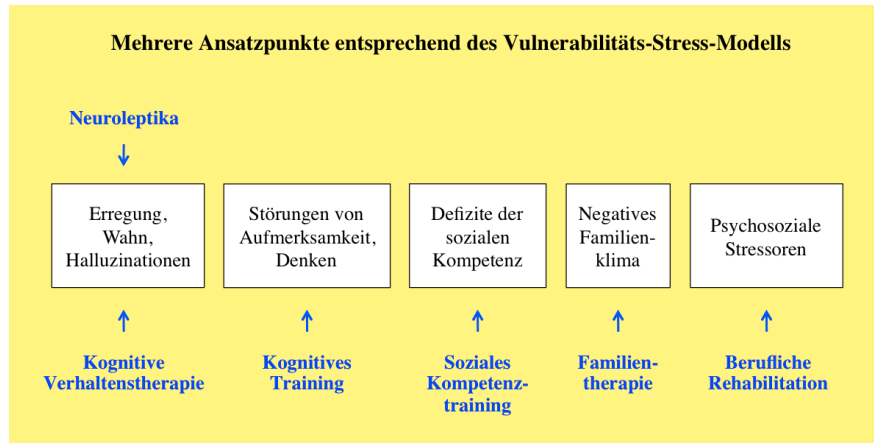 Mehrere Ansatzpunkte entsprechend des Vulnerabilitäts-Stress-Modells
Neuroleptika
Erregung,
Wahn,
Halluzinationen
Störungen von
Aufmerksamkeit,
Denken
Defizite der
sozialen
Kompetenz
Negatives
Familien-
klima
Psychosoziale
Stressoren
Kognitive
Verhaltenstherapie
Kognitives
Training
Soziales
Kompetenz-
training
Familien-
therapie
Berufliche
Rehabilitation